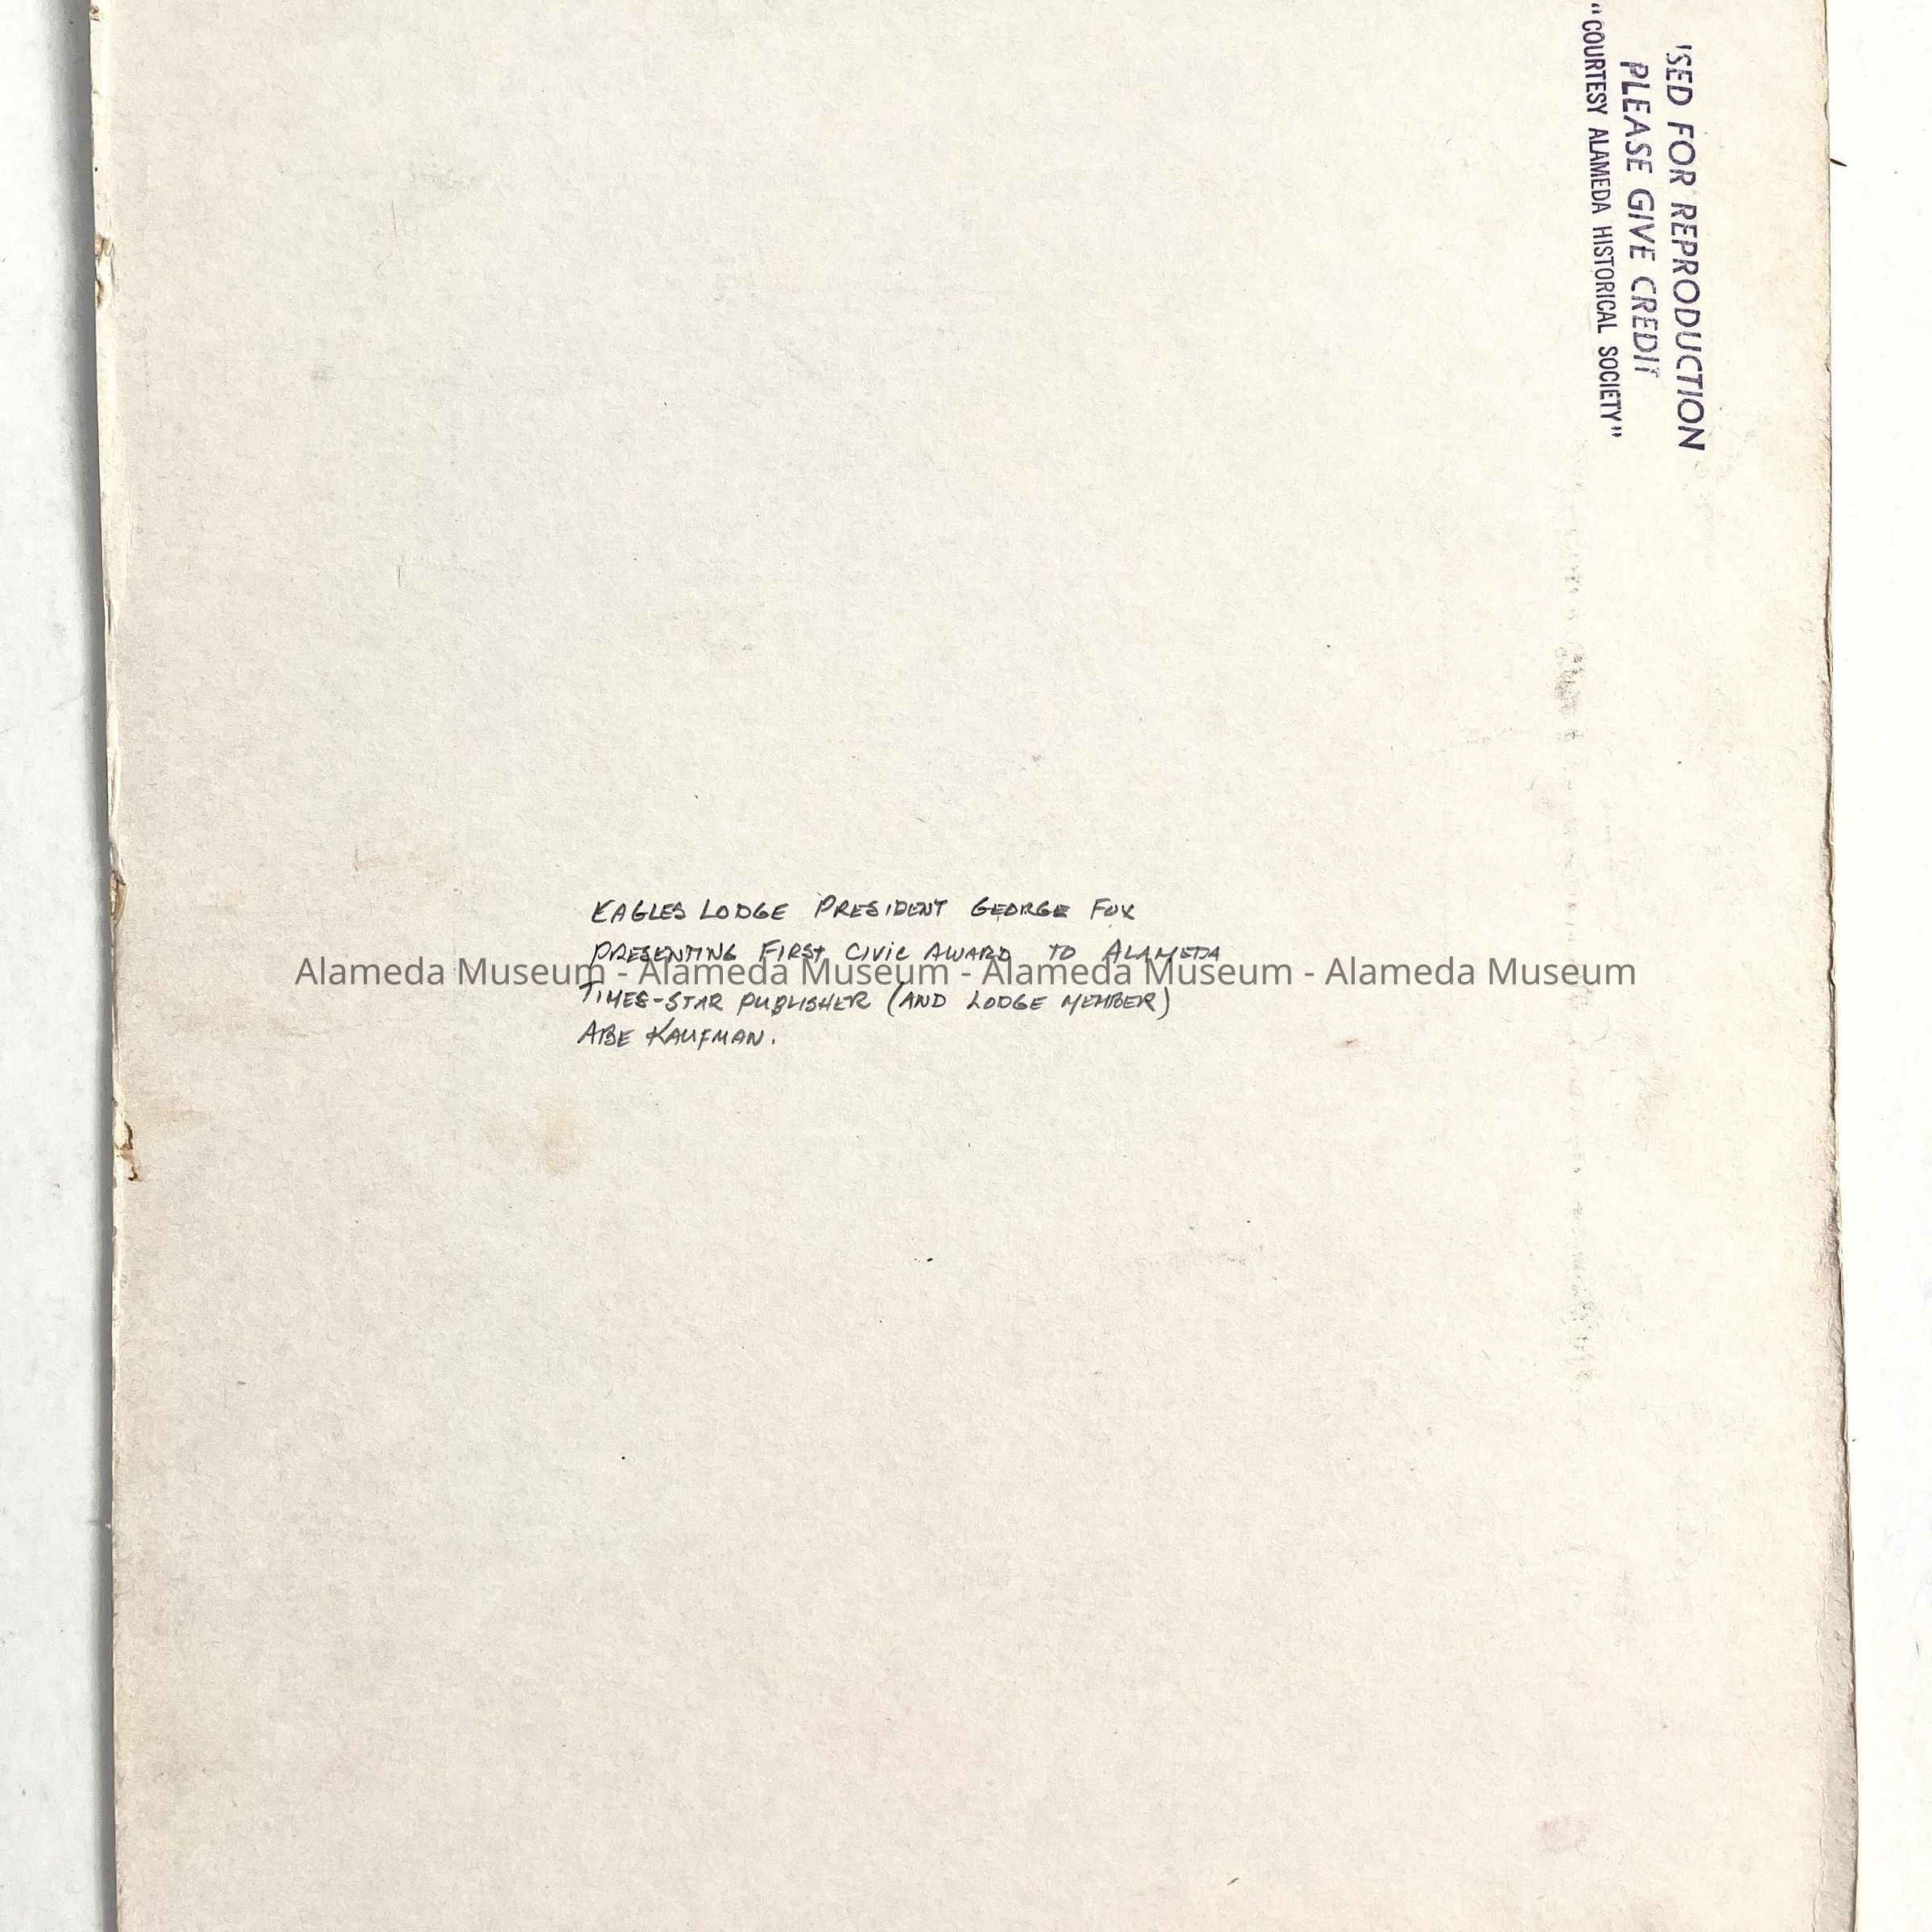 'SED FOR REPRODUCTION
PLEASE GIVE CREDIT
"COURTESY ALAMEDA HISTORICAL SOCIETY"
EAGLES LODGE PRESIDENT GEORGE FOX
PRESENTING FIRST CIVIC AWARD TO ALAMEDA
Alameda Museum - Alameda Museum - Alameda Museum - Alameda Museum
TIMES-STAR PUBLISHER (AND LODGE MEMBER)
ABE KAUFMAN.